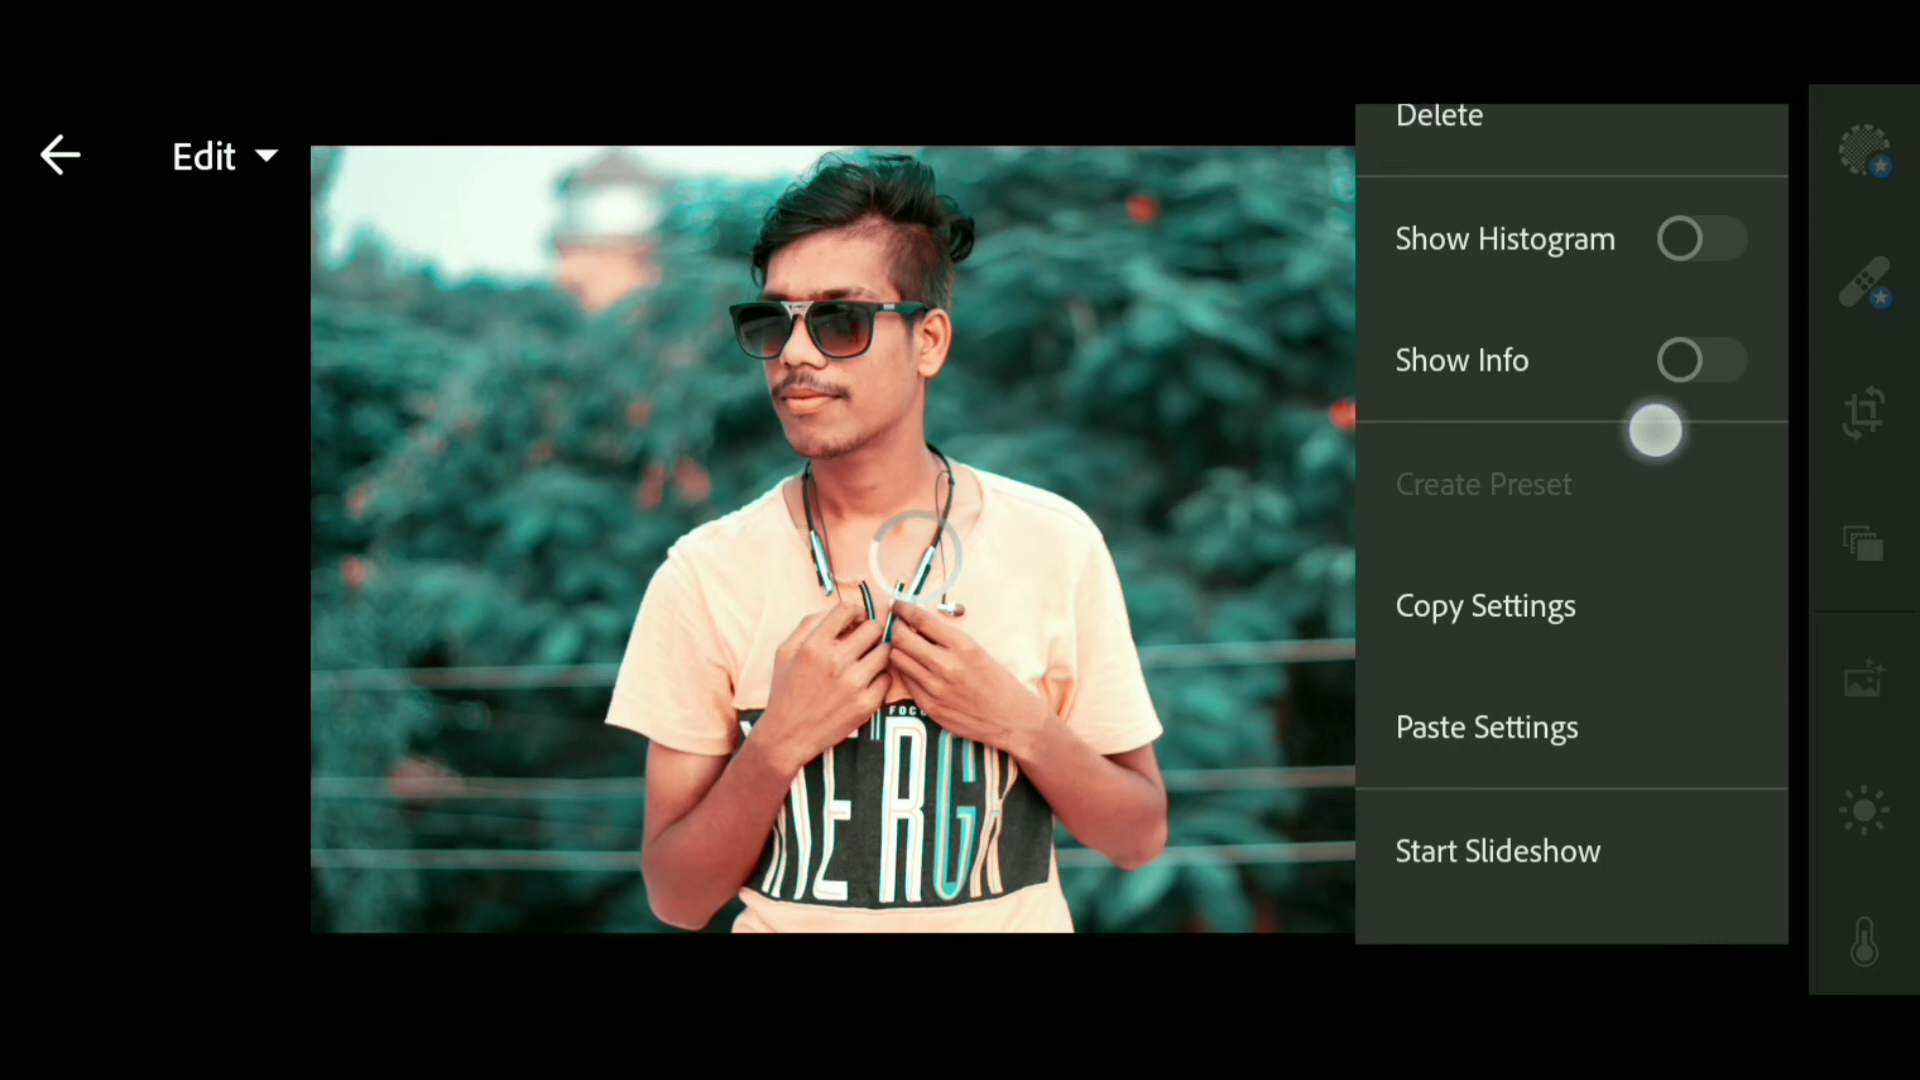 Edit
Delete
Show Histogram
Show Info
Create Preset
Copy Settings
Paste Settings
Start Slideshow